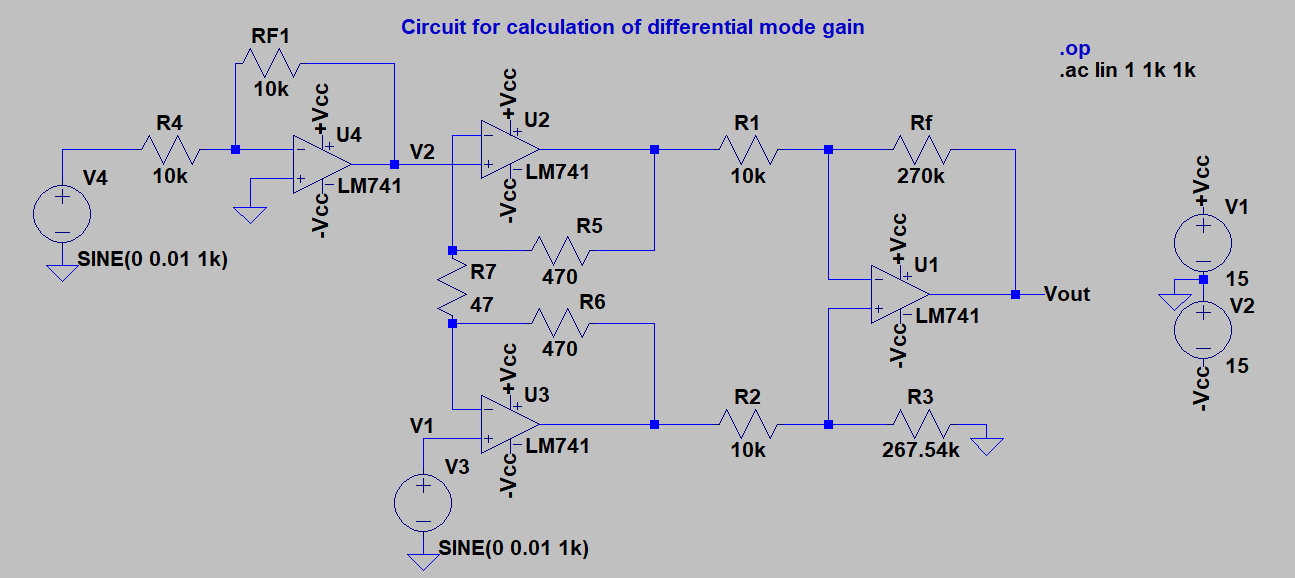 Circuit for calculation of differential mode gain
.op
.ac lin 1 1k 1k
RF1
10k
R4
10k
V4
SINE(0 0.01 1k)
+Vcc
U4
LM741
-Vcc
V2
+Vcc
U2
LM741
-Vcc
R1
10k
Rf
270k
R5
470
R7
47
R6
470
+Vcc
U1
LM741
-Vcc
Vout
+Vcc
U3
LM741
-Vcc
V1
V3
SINE(0 0.01 1k)
R2
10k
R3
267.54k
+Vcc
V1
15
V2
15
-Vcc